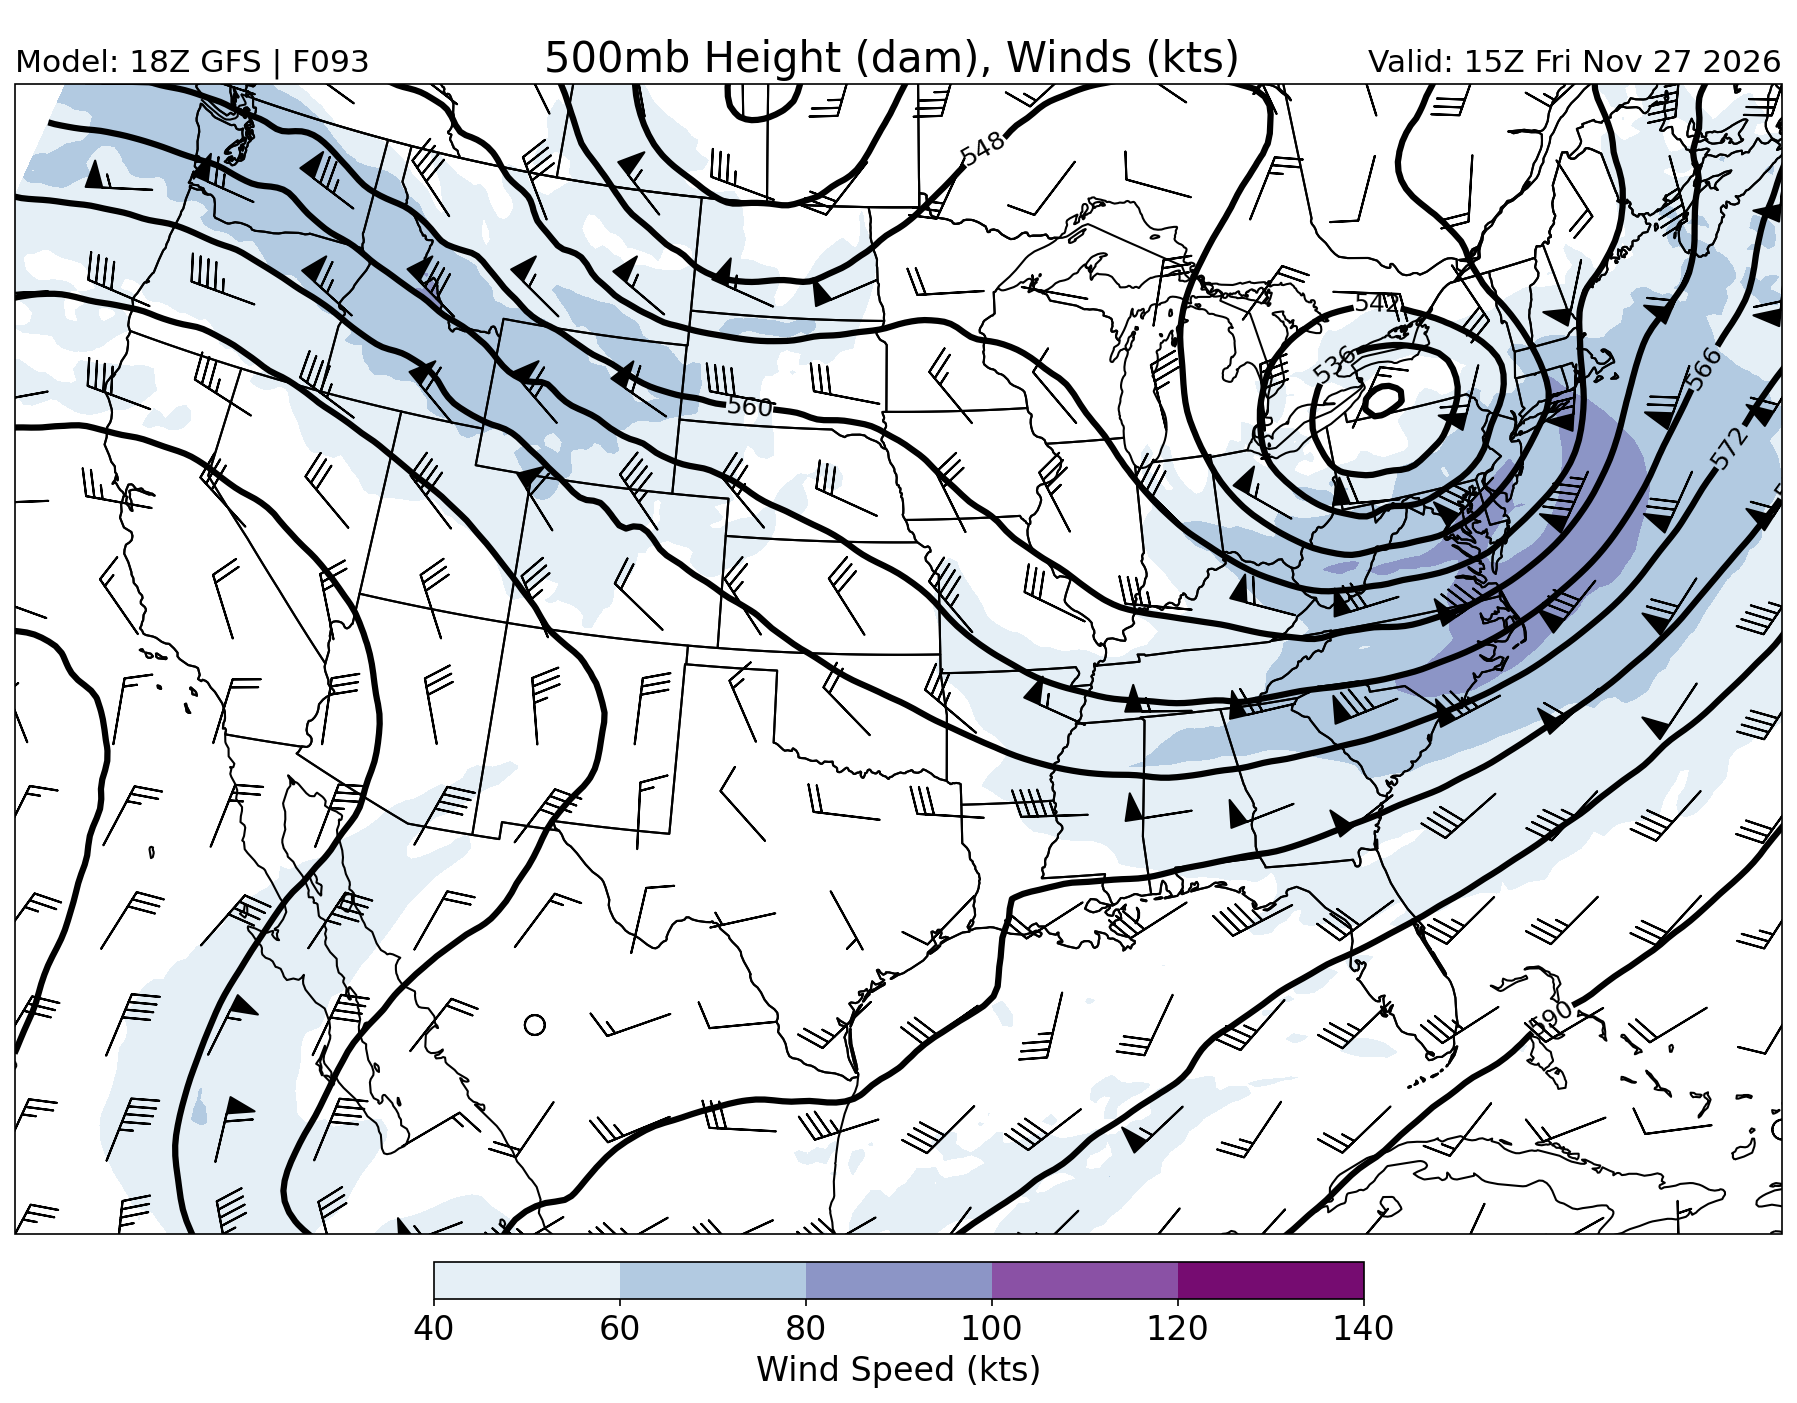 Model: 18Z GFS | F093
500mb Height (dam), Winds (kts)
Valid: 15Z Fri Nov 27 2026
548
542
536
566
560
572
590
40 60 80 100 120 140
Wind Speed (kts)